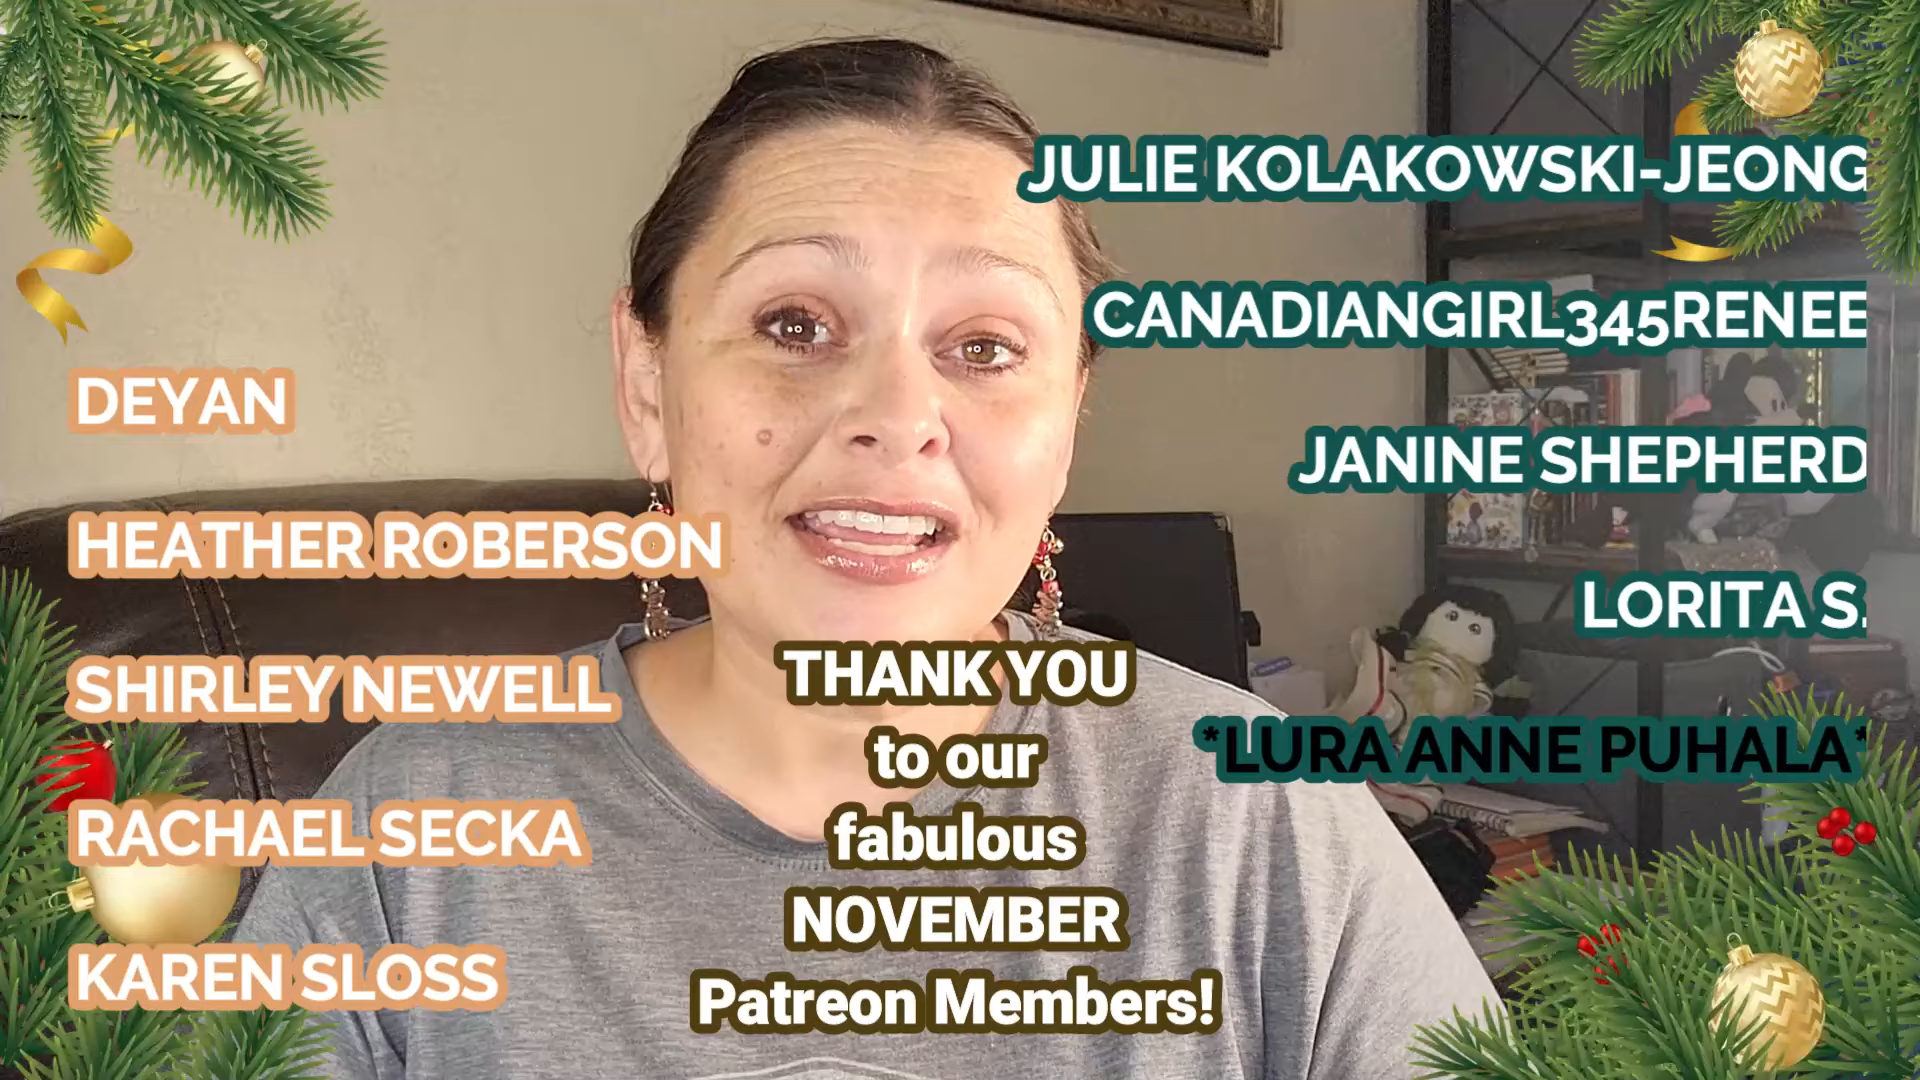 DEYAN
HEATHER ROBERSON
SHIRLEY NEWELL
RACHAEL SECKA
KAREN SLOSS
JULIE KOLAKOWSKI-JEONG
CANADIANGIRL345RENEE
JANINE SHEPHERD
LORITA S.
*LURA ANNE PUHALA*
THANK YOU
to our
fabulous
NOVEMBER
Patreon Members!